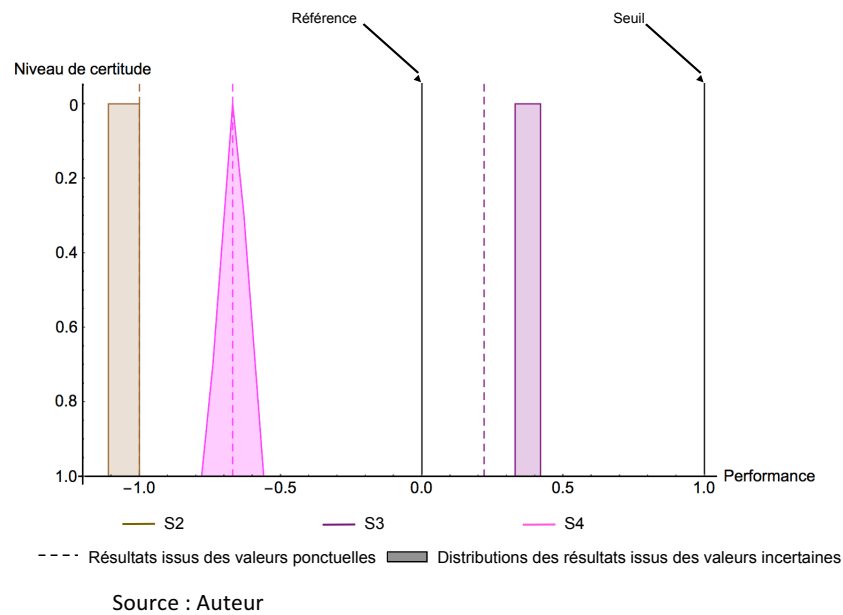 Référence
Seuil
Niveau de certitude
0
0.2
0.4
0.6
0.8
1.0
−1.0
−0.5
0.0
0.5
1.0
Performance
S2
S3
S4
Résultats issus des valeurs ponctuelles
Distributions des résultats issus des valeurs incertaines
Source : Auteur